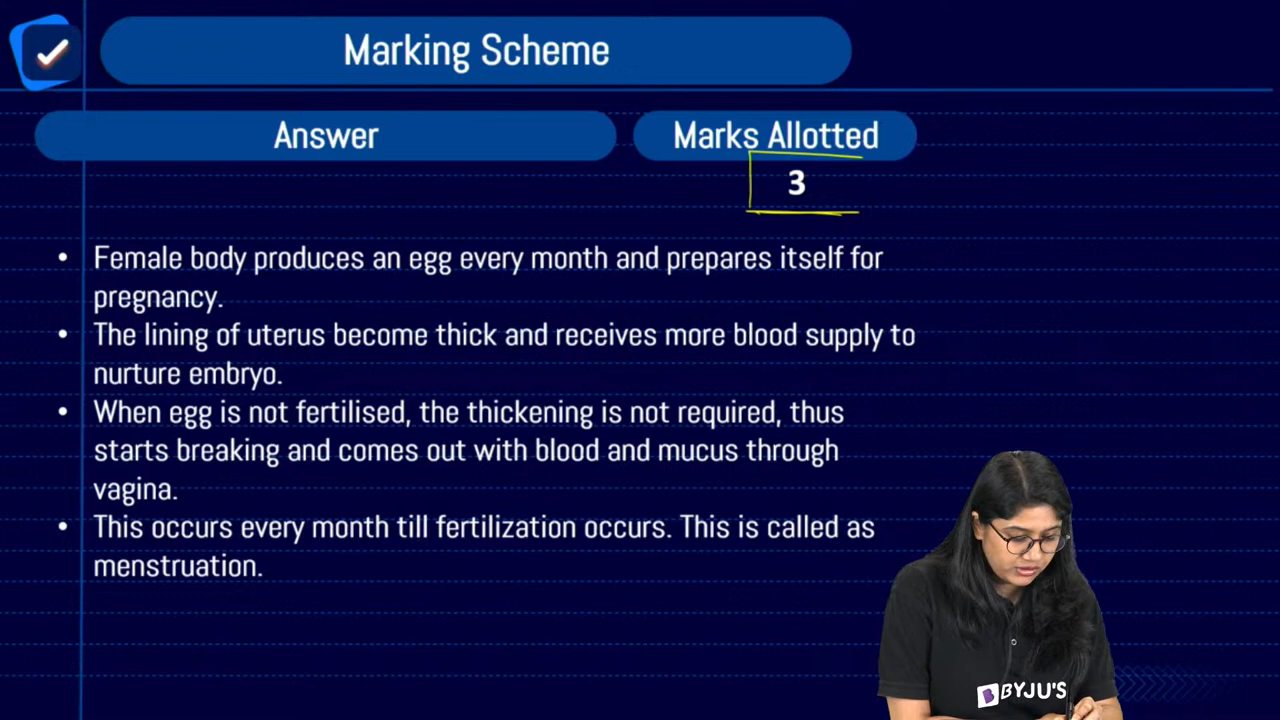 Marking Scheme
Answer
Marks Allotted
3
• Female body produces an egg every month and prepares itself for
pregnancy.
• The lining of uterus become thick and receives more blood supply to
nurture embryo.
• When egg is not fertilised, the thickening is not required, thus
starts breaking and comes out with blood and mucus through
vagina.
• This occurs every month till fertilization occurs. This is called as
menstruation.
BYJU'S